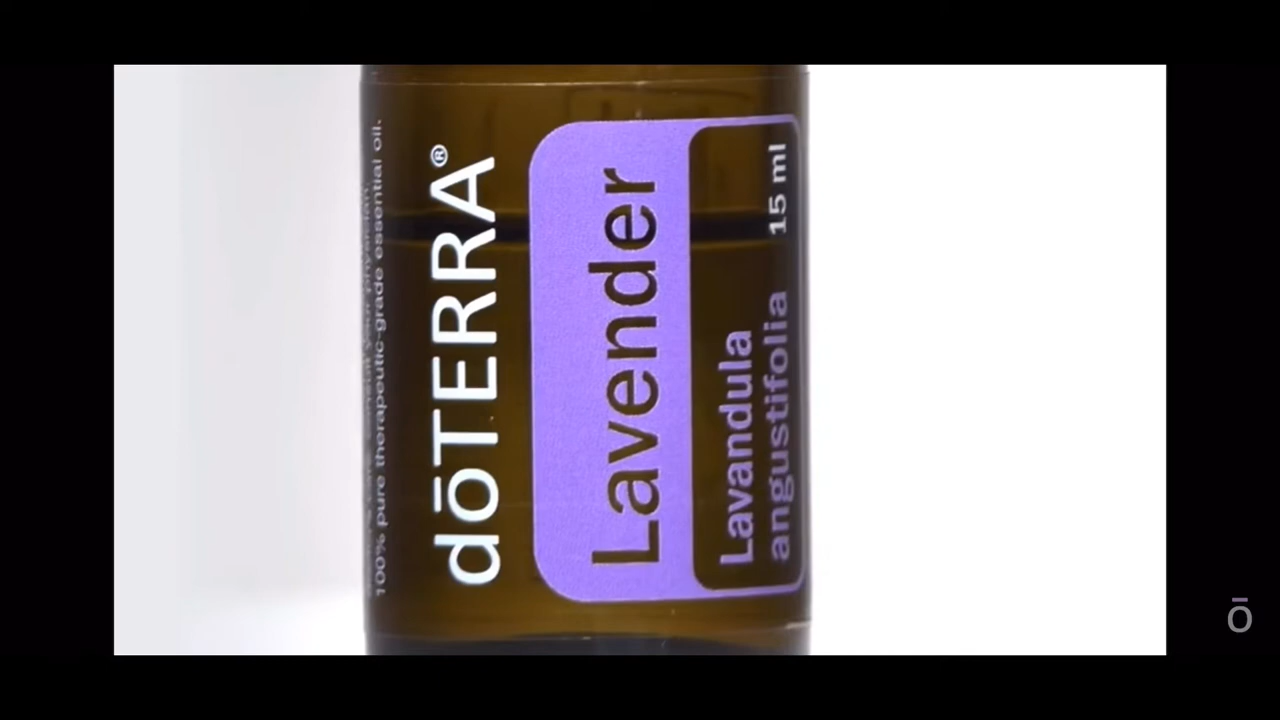 100% pure therapeutic-grade essential oil.
dōTERRA®
Lavender
Lavandula
angustifolia 15 ml
ō